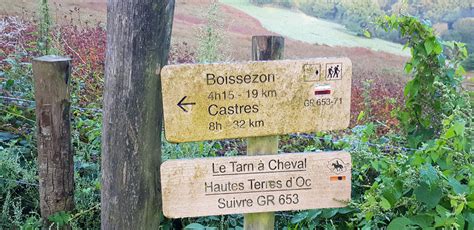 Boissezon
4h15 - 19 km
Castres
8h - 32 km
GR 653-71
Le Tarn à Cheval
Hautes Terres d'Oc
Suivre GR 653